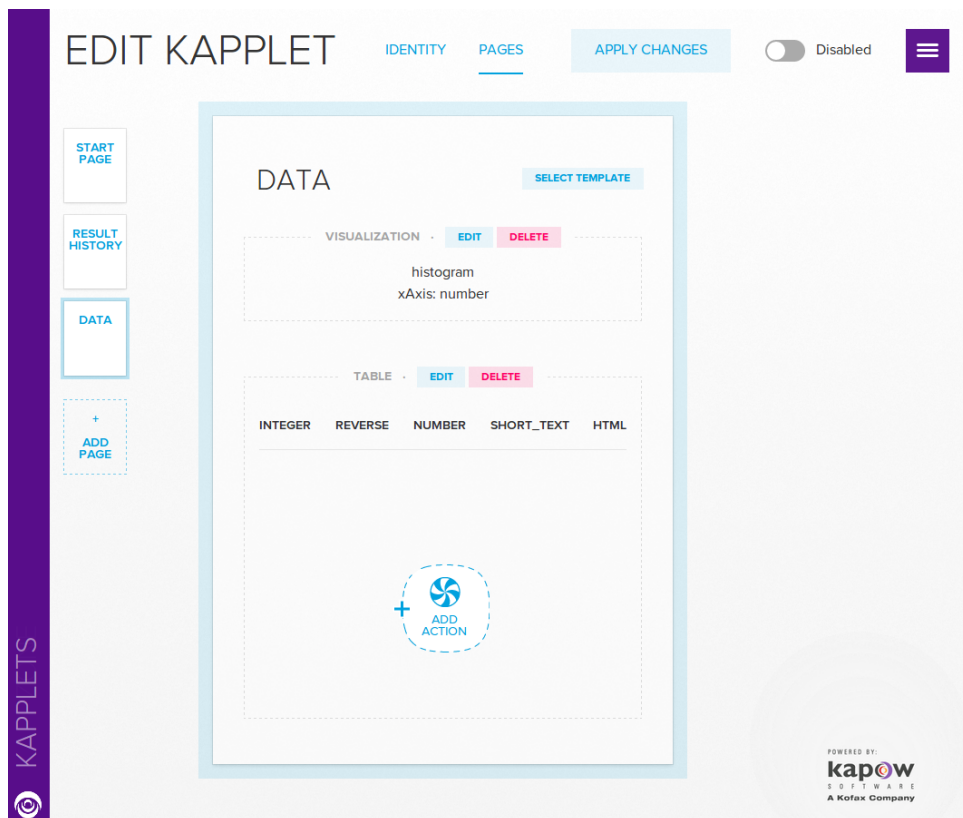 EDIT KAPPLET
IDENTITY
PAGES
APPLY CHANGES
Disabled
START
PAGE
RESULT
HISTORY
DATA
+
ADD
PAGE
DATA
SELECT TEMPLATE
VISUALIZATION · EDIT DELETE
histogram
xAxis: number
TABLE · EDIT DELETE
INTEGER REVERSE NUMBER SHORT_TEXT HTML
+
ADD
ACTION
KAPPLETS
POWERED BY:
kapow
SOFTWARE
A Kofax Company